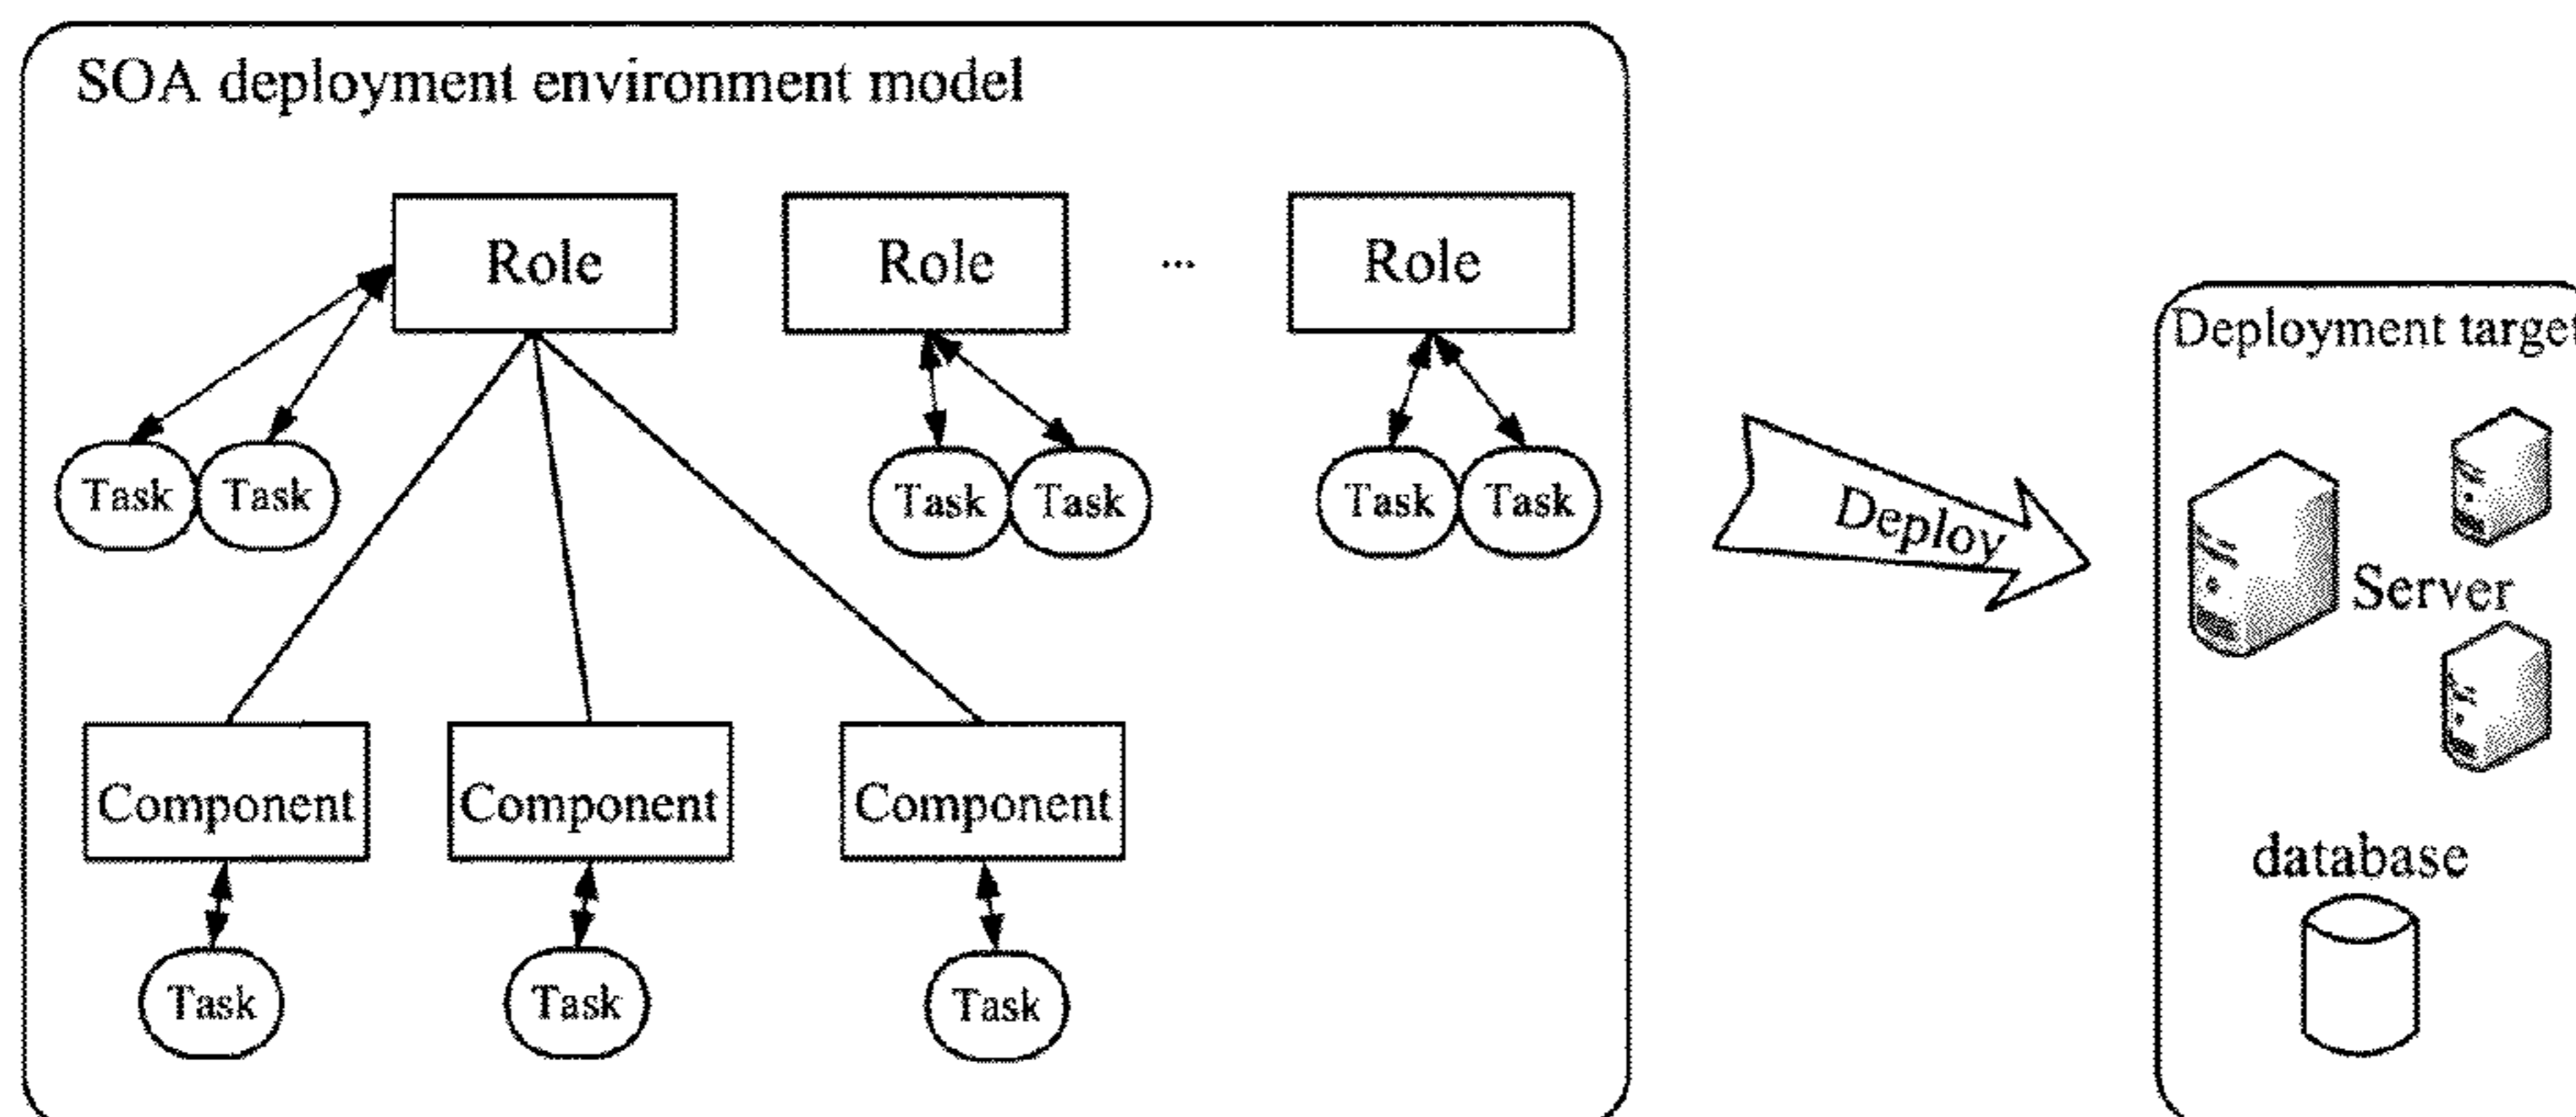 SOA deployment environment model
Role
Role
...
Role
Deployment target
Task
Task
Task
Task
Task
Task
Deploy
Server
Component
Component
Component
database
Task
Task
Task